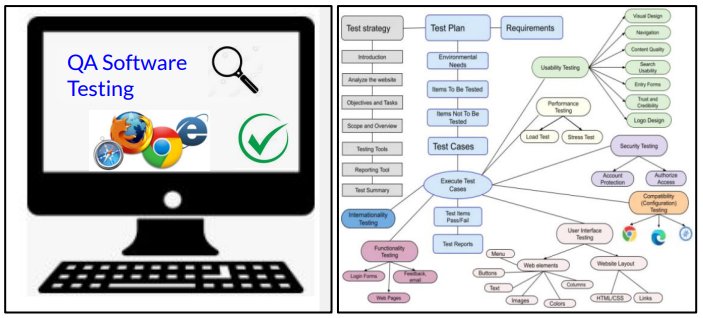 QA Software
Testing
Test strategy
Introduction
Analyze the website
Objectives and Tasks
Scope and Overview
Testing Tools
Reporting Tool
Test Summary
Test Plan
Requirements
Environmental
Needs
Items To Be Tested
Items Not To Be
Tested
Test Cases
Execute Test
Cases
Test Items
Pass/Fail
Test Reports
Usability Testing
Visual Design
Navigation
Content Quality
Search
Usability
Entry Forms
Trust and
Credibility
Logo Design
Performance
Testing
Load Test
Stress Test
Security Testing
Account
Protection
Authorize
Access
Compatibility
(Configuration)
Testing
Internationality
Testing
Functionality
Testing
Login Forms
Feedback,
email
Web Pages
User Interface
Testing
Web elements
Menu
Buttons
Text
Images
Colors
Columns
Website Layout
HTML/CSS
Links